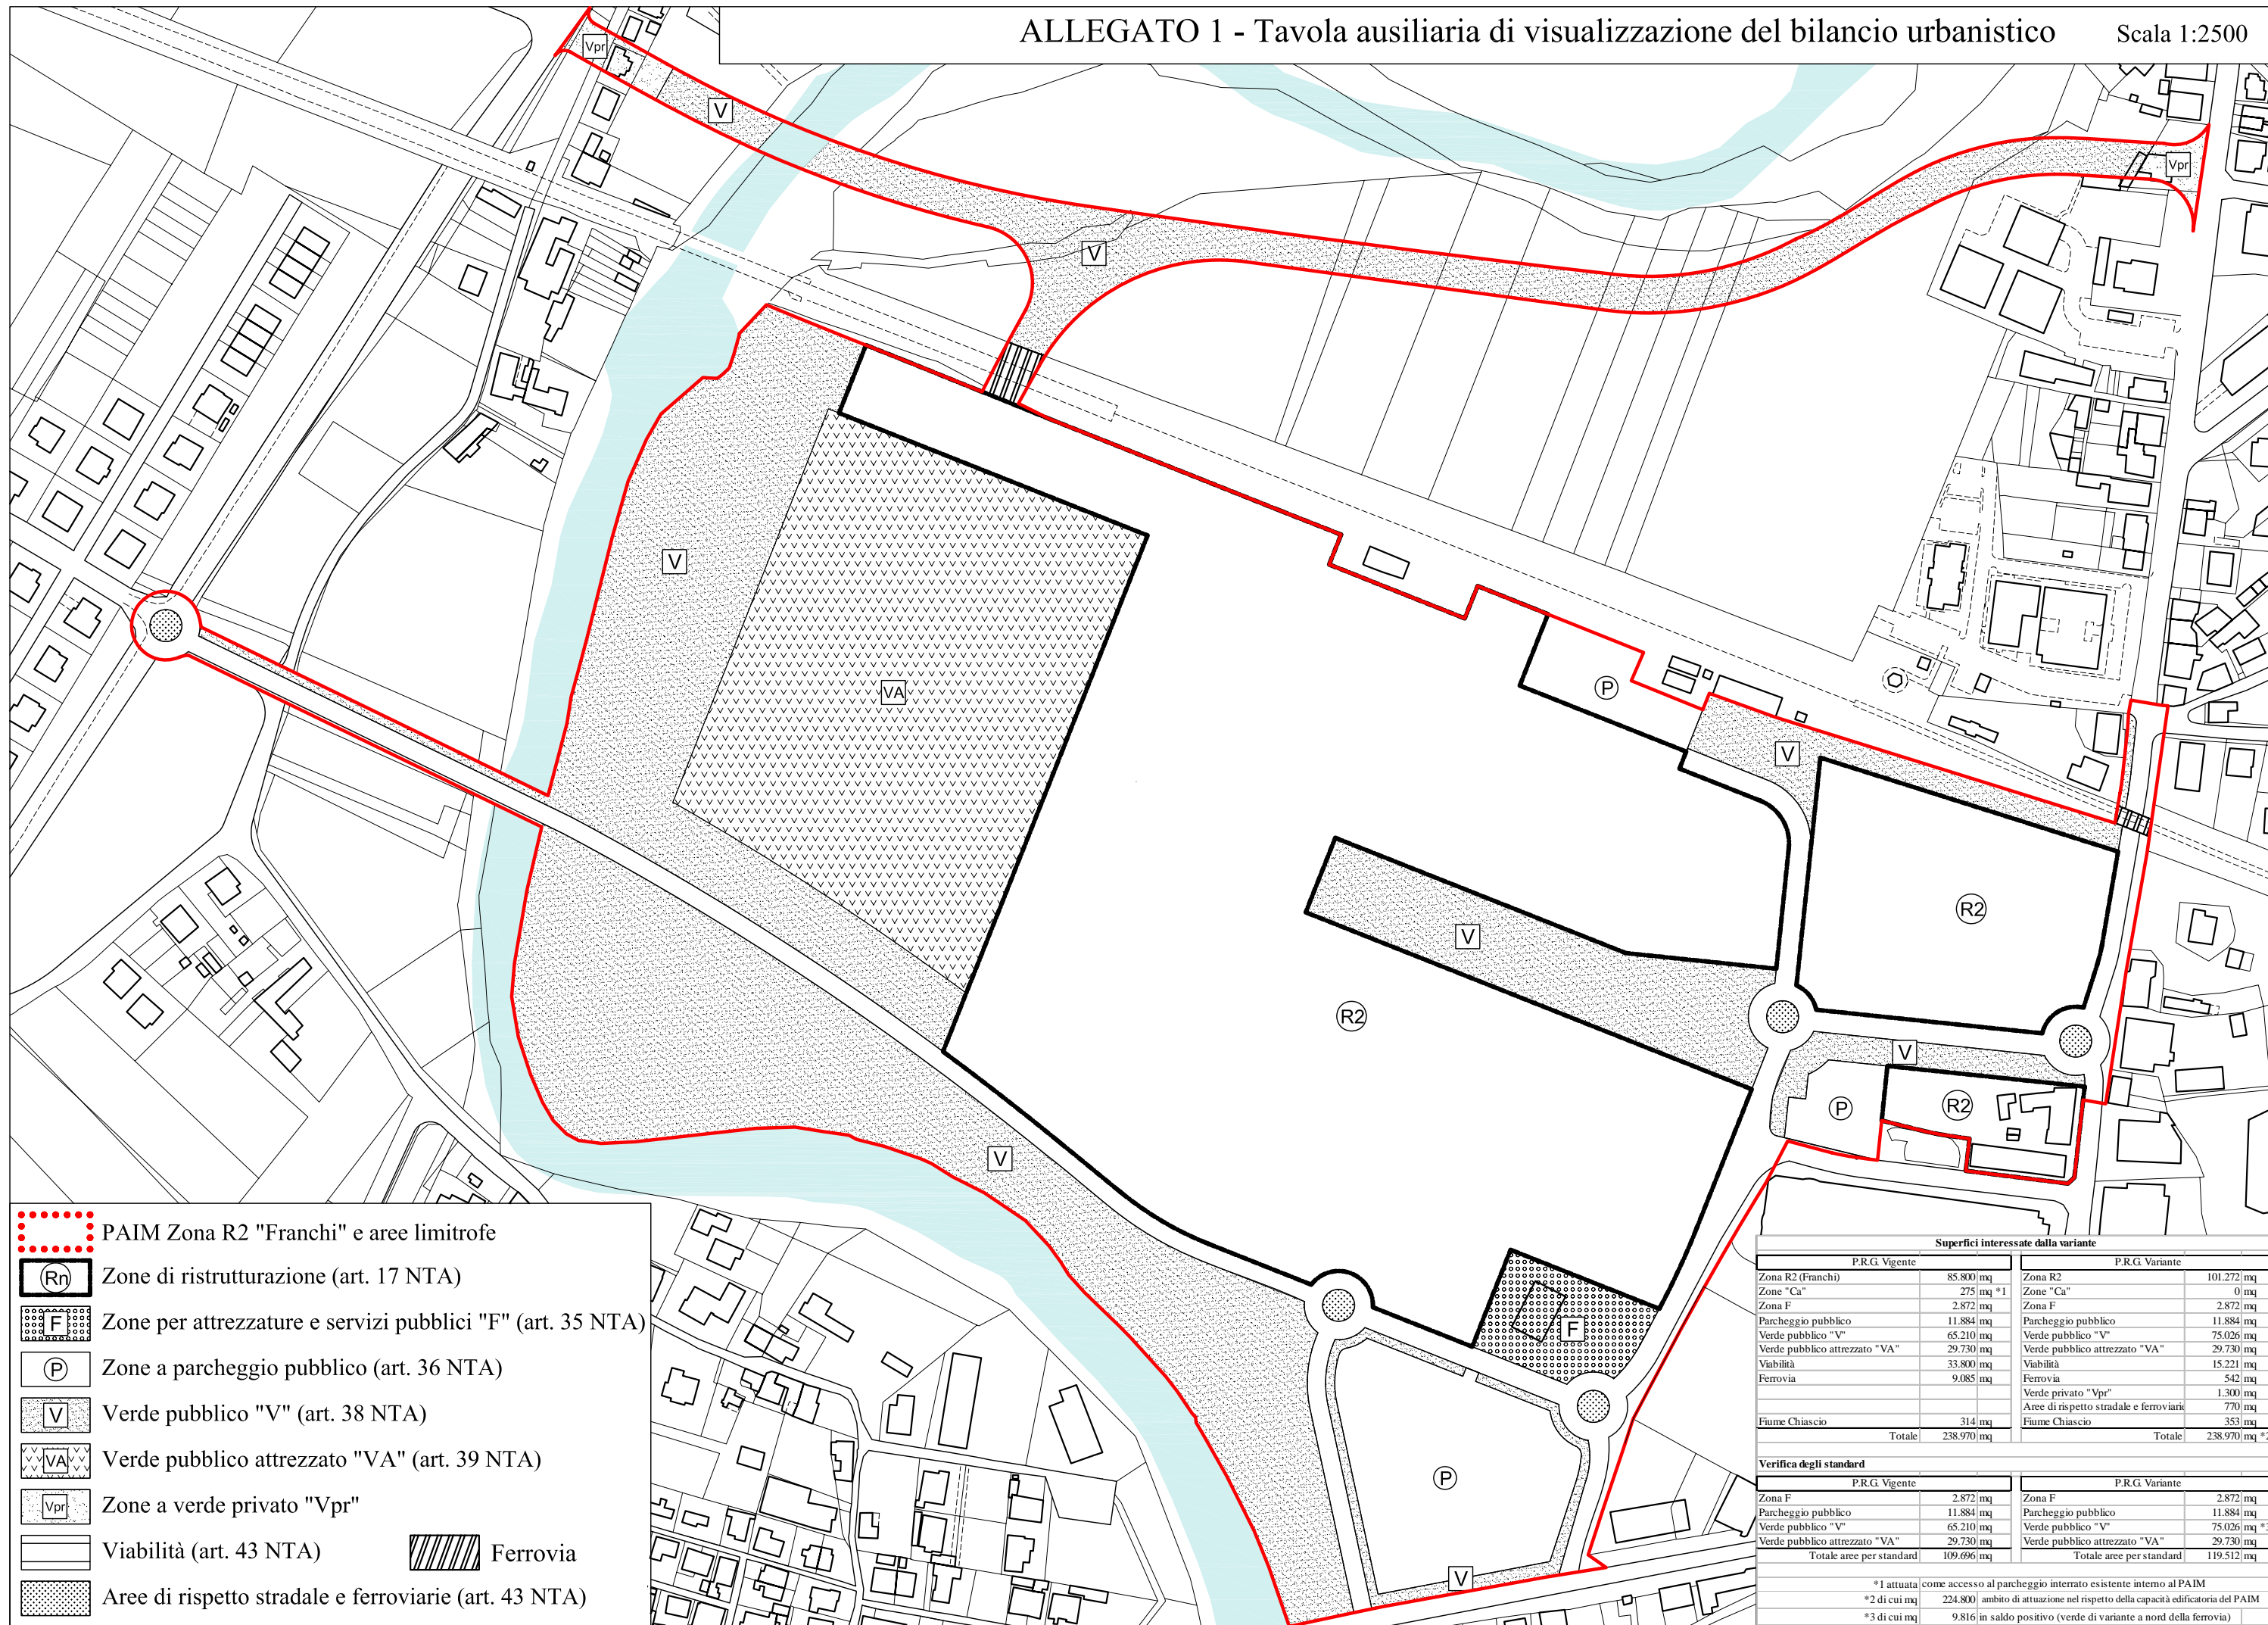 ALLEGATO 1 - Tavola ausiliaria di visualizzazione del bilancio urbanistico Scala 1:2500
Vpr
V
Vpr
V
V
VA
P
V
R2
V
R2
V
P
R2
V
F
P
V
PAIM Zona R2 "Franchi" e aree limitrofe
Rn Zone di ristrutturazione (art. 17 NTA)
F Zone per attrezzature e servizi pubblici "F" (art. 35 NTA)
P Zone a parcheggio pubblico (art. 36 NTA)
V Verde pubblico "V" (art. 38 NTA)
VA Verde pubblico attrezzato "VA" (art. 39 NTA)
Vpr Zone a verde privato "Vpr"
Viabilità (art. 43 NTA) Ferrovia
Aree di rispetto stradale e ferroviarie (art. 43 NTA)
Superfici interessate dalla variante
P.R.G. Vigente P.R.G. Variante
Zona R2 (Franchi) 85.800 mq Zona R2 101.272 mq
Zone "Ca" 275 mq *1 Zone "Ca" 0 mq
Zona F 2.872 mq Zona F 2.872 mq
Parcheggio pubblico 11.884 mq Parcheggio pubblico 11.884 mq
Verde pubblico "V" 65.210 mq Verde pubblico "V" 75.026 mq
Verde pubblico attrezzato "VA" 29.730 mq Verde pubblico attrezzato "VA" 29.730 mq
Viabilità 33.800 mq Viabilità 15.221 mq
Ferrovia 9.085 mq Ferrovia 542 mq
Verde privato "Vpr" 1.300 mq
Aree di rispetto stradale e ferroviarie 770 mq
Fiume Chiascio 314 mq Fiume Chiascio 353 mq
Totale 238.970 mq Totale 238.970 mq *2
Verifica degli standard
P.R.G. Vigente P.R.G. Variante
Zona F 2.872 mq Zona F 2.872 mq
Parcheggio pubblico 11.884 mq Parcheggio pubblico 11.884 mq
Verde pubblico "V" 65.210 mq Verde pubblico "V" 75.026 mq *3
Verde pubblico attrezzato "VA" 29.730 mq Verde pubblico attrezzato "VA" 29.730 mq
Totale aree per standard 109.696 mq Totale aree per standard 119.512 mq
*1 attuata come accesso al parcheggio interrato esistente interno al PAIM
*2 di cui mq 224.800 ambito di attuazione nel rispetto della capacità edificatoria del PAIM
*3 di cui mq 9.816 in saldo positivo (verde di variante a nord della ferrovia)